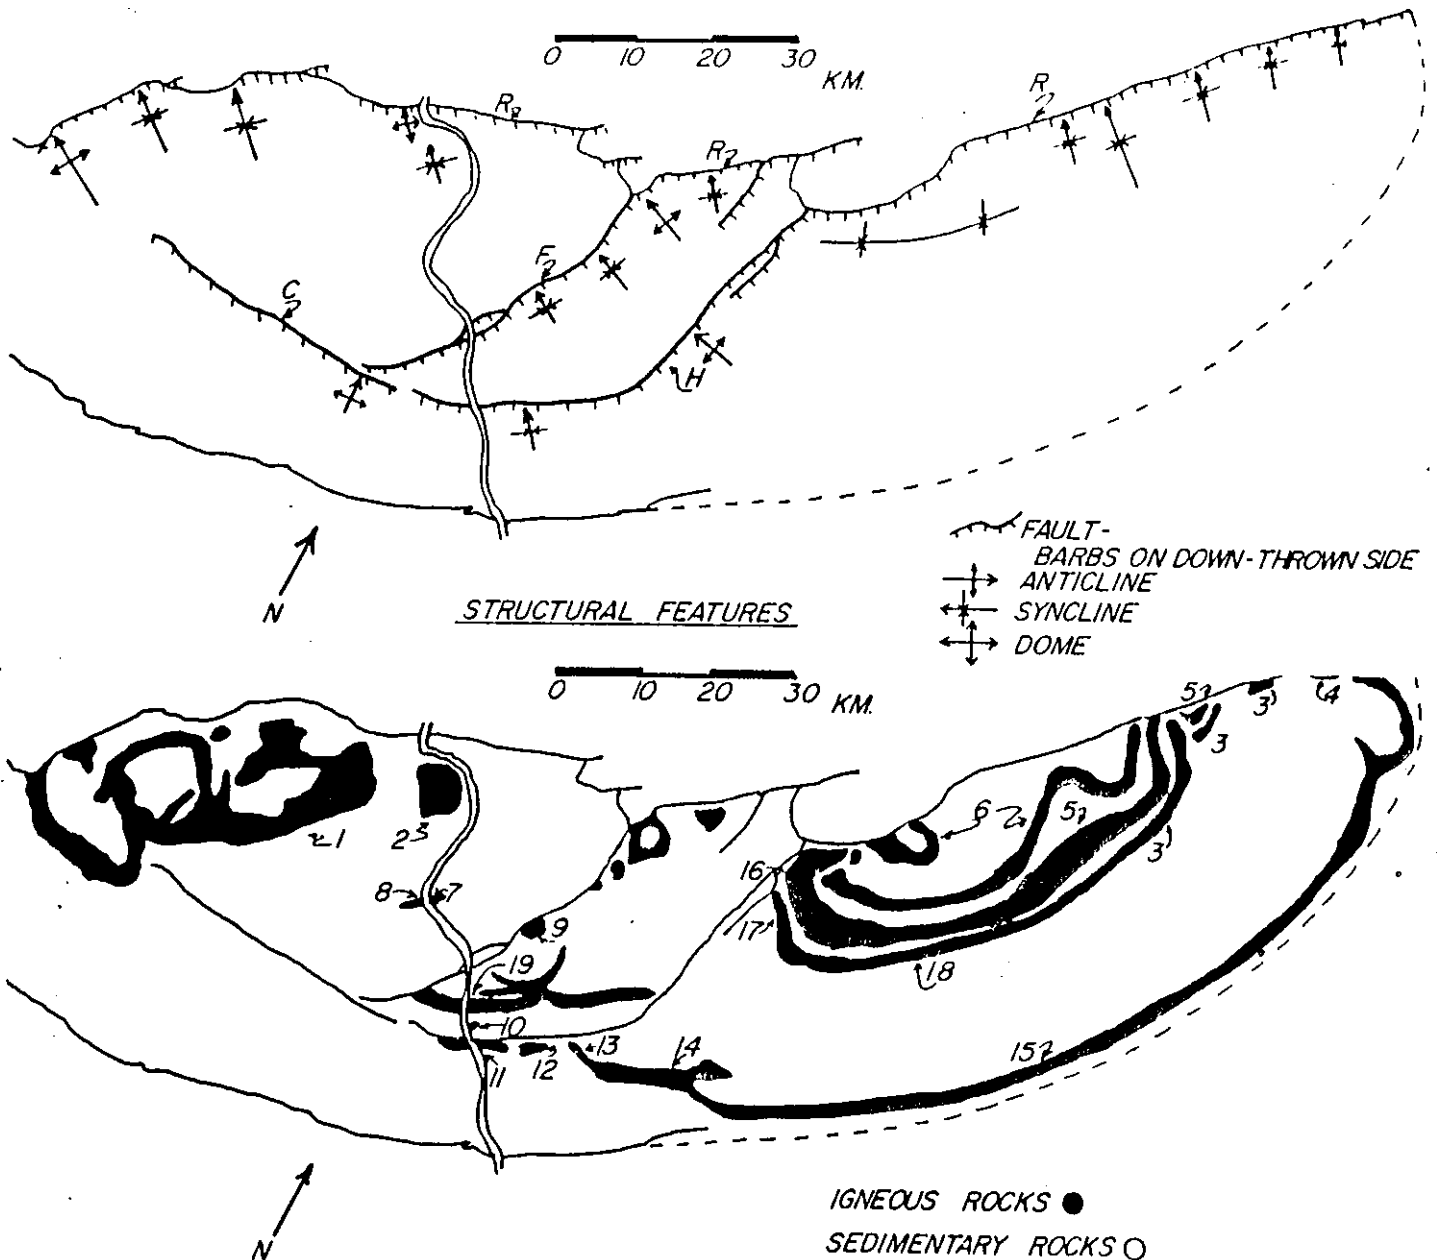 0 10 20 30 KM.
R
R
R
F
C
H
FAULT-
BARBS ON DOWN-THROWN SIDE
ANTICLINE
SYNCLINE
DOME
N
STRUCTURAL FEATURES
0 10 20 30 KM.
5
3
4
3
1
2
6
5
3
8
7
16
17
9
19
18
10
13
14
15
11
12
IGNEOUS ROCKS
SEDIMENTARY ROCKS
N